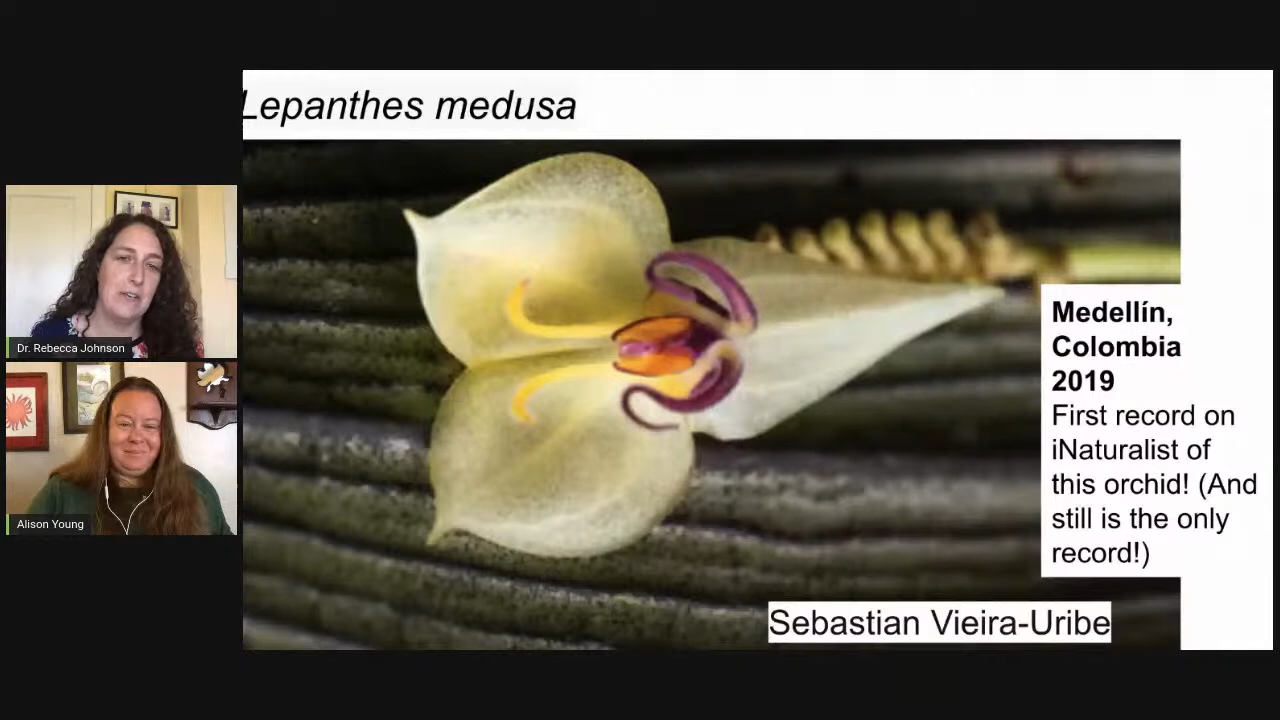 Lepanthes medusa
Dr. Rebecca Johnson
Alison Young
Medellín,
Colombia
2019
First record on
iNaturalist of
this orchid! (And
still is the only
record!)
Sebastian Vieira-Uribe